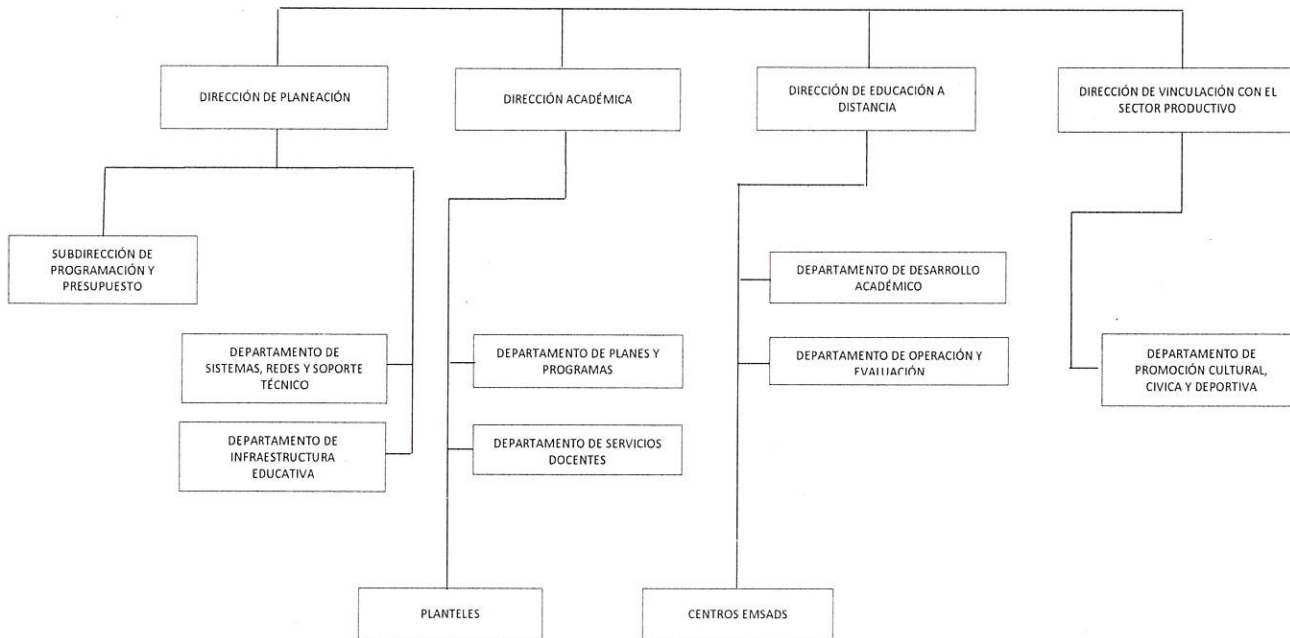 DIRECCIÓN DE PLANEACIÓN
DIRECCIÓN ACADÉMICA
DIRECCIÓN DE EDUCACIÓN A
DISTANCIA
DIRECCIÓN DE VINCULACIÓN CON EL
SECTOR PRODUCTIVO
SUBDIRECCIÓN DE
PROGRAMACIÓN Y
PRESUPUESTO
DEPARTAMENTO DE DESARROLLO
ACADÉMICO
DEPARTAMENTO DE
SISTEMAS, REDES Y SOPORTE
TÉCNICO
DEPARTAMENTO DE PLANES Y
PROGRAMAS
DEPARTAMENTO DE OPERACIÓN Y
EVALUACIÓN
DEPARTAMENTO DE
PROMOCIÓN CULTURAL,
CIVICA Y DEPORTIVA
DEPARTAMENTO DE
INFRAESTRUCTURA
EDUCATIVA
DEPARTAMENTO DE SERVICIOS
DOCENTES
PLANTELES
CENTROS EMSADS